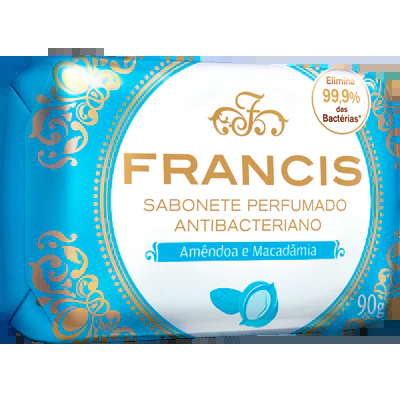 Elimina
99,9%
das
Bactérias*
F
FRANCIS
SABONETE PERFUMADO
ANTIBACTERIANO
Amêndoa e Macadâmia
90g